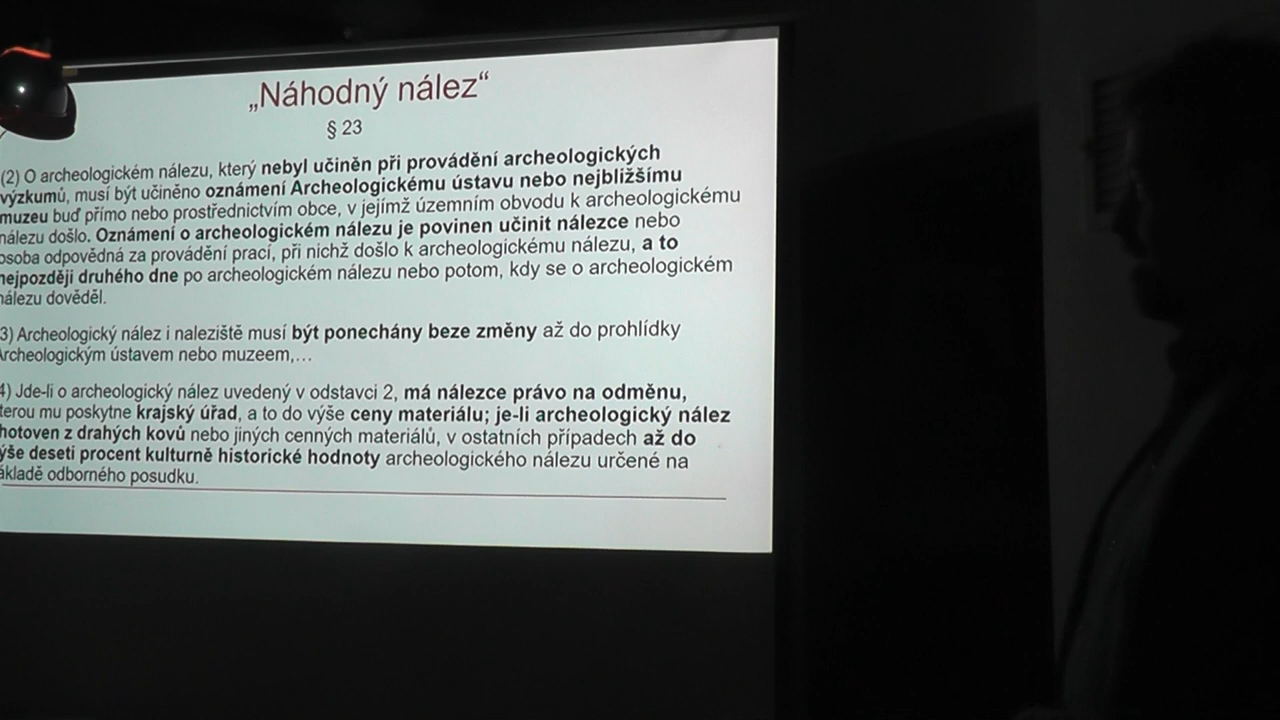 „Náhodný nález“
§ 23
(2) O archeologickém nálezu, který nebyl učiněn při provádění archeologických
výzkumů, musí být učiněno oznámení Archeologickému ústavu nebo nejbližšímu
muzeu buď přímo nebo prostřednictvím obce, v jejímž územním obvodu k archeologickému
nálezu došlo. Oznámení o archeologickém nálezu je povinen učinit nálezce nebo
osoba odpovědná za provádění prací, při nichž došlo k archeologickému nálezu, a to
nejpozději druhého dne po archeologickém nálezu nebo potom, kdy se o archeologickém
nálezu dověděl.
3) Archeologický nález i naleziště musí být ponechány beze změny až do prohlídky
Archeologickým ústavem nebo muzeem,…
4) Jde-li o archeologický nález uvedený v odstavci 2, má nálezce právo na odměnu,
terou mu poskytne krajský úřad, a to do výše ceny materiálu; je-li archeologický nález
hotoven z drahých kovů nebo jiných cenných materiálů, v ostatních případech až do
ýše deseti procent kulturně historické hodnoty archeologického nálezu určené na
ákladě odborného posudku.